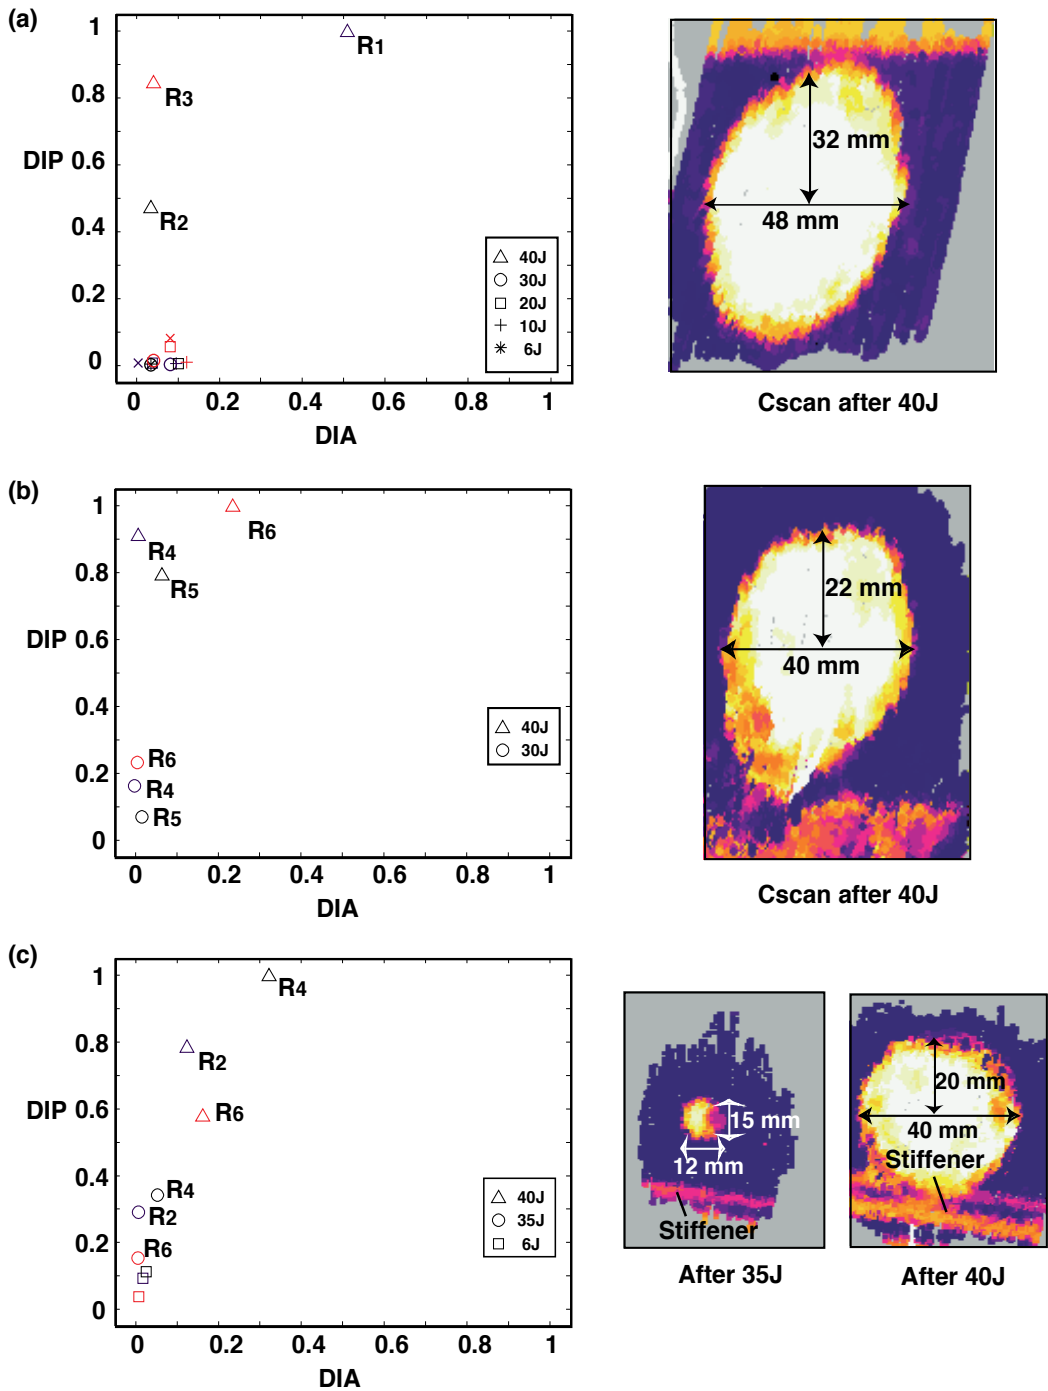 (a)
1
R1
R3
0.8
DIP 0.6
R2
0.4
0.2
0
40J
30J
20J
10J
6J
0 0.2 0.4 0.6 0.8 1
DIA
32 mm
48 mm
Cscan after 40J
(b)
1
R6
R4
R5
0.8
DIP 0.6
0.4
R6
0.2
R4
R5
0
40J
30J
0 0.2 0.4 0.6 0.8 1
DIA
22 mm
40 mm
Cscan after 40J
(c)
1
R4
0.8
R2
DIP 0.6
R6
0.4
R4
R2
0.2
R6
0
40J
35J
6J
0 0.2 0.4 0.6 0.8 1
DIA
15 mm
12 mm
Stiffener
After 35J
20 mm
40 mm
Stiffener
After 40J